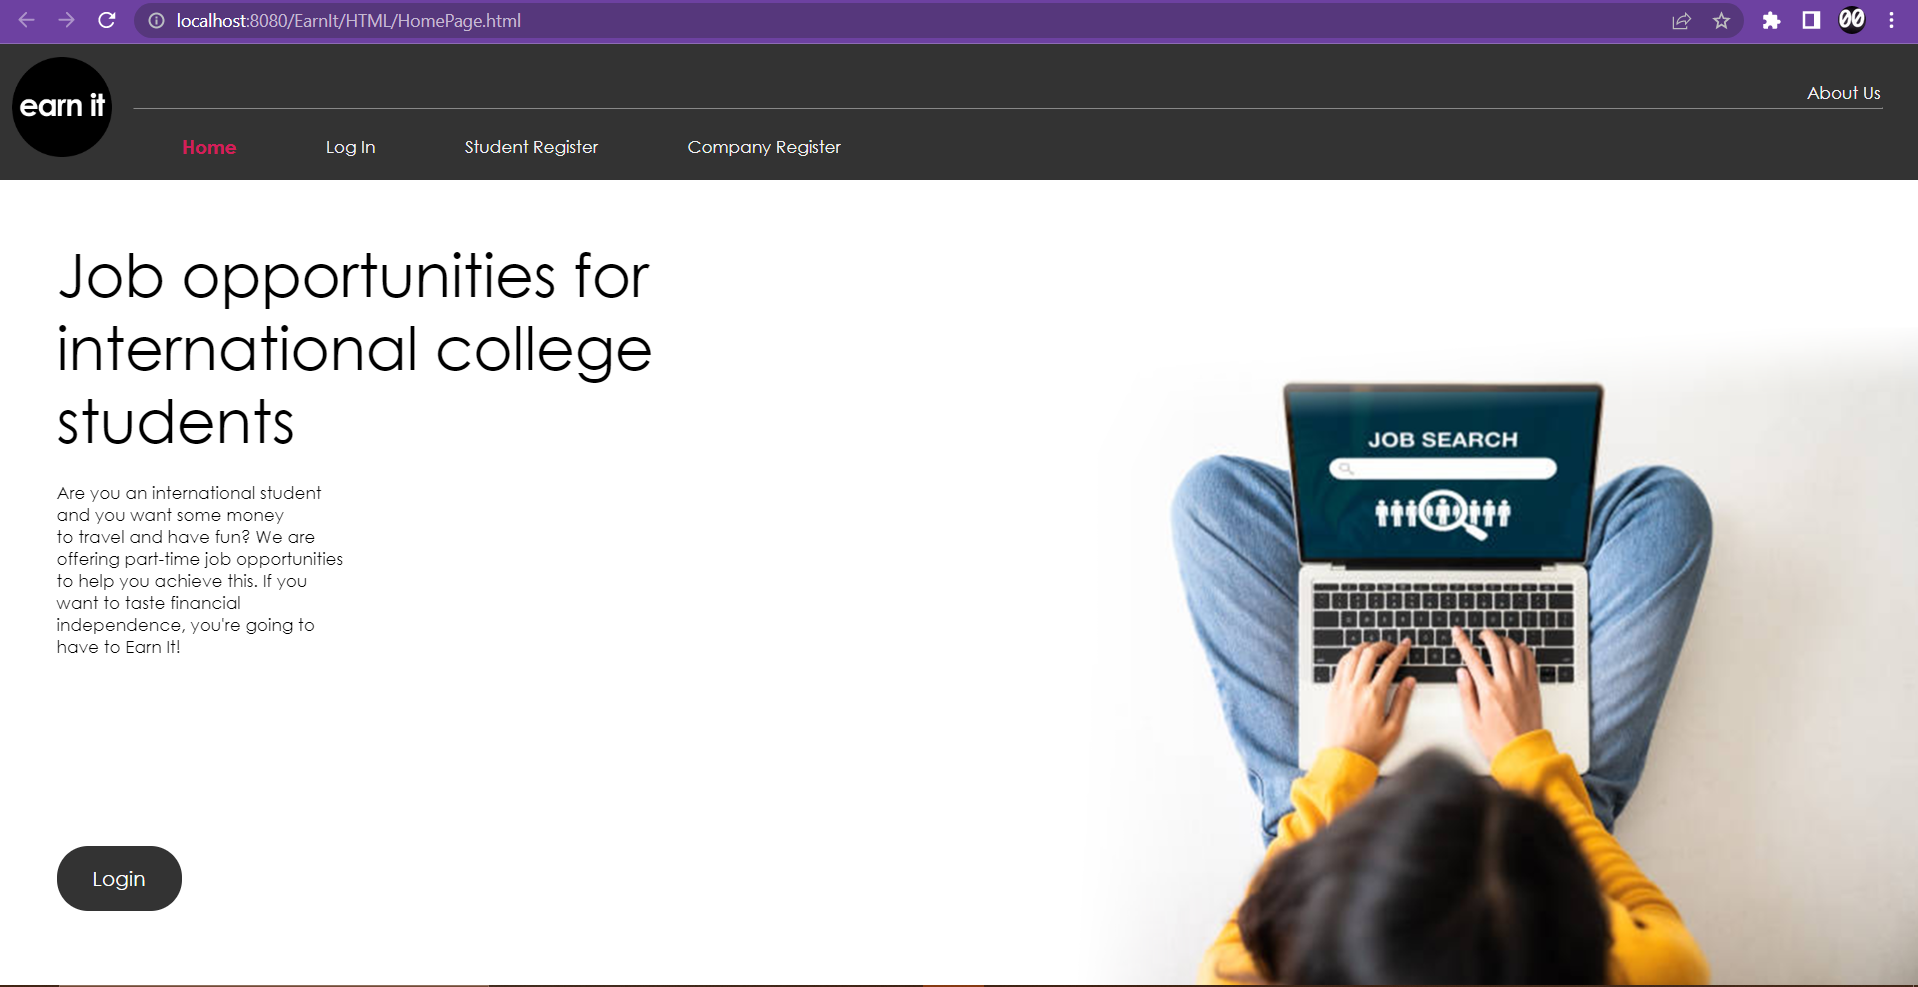 localhost:8080/EarnIt/HTML/HomePage.html
earn it
About Us
Home
Log In
Student Register
Company Register
Job opportunities for
international college
students
Are you an international student
and you want some money
to travel and have fun? We are
offering part-time job opportunities
to help you achieve this. If you
want to taste financial
independence, you're going to
have to Earn It!
JOB SEARCH
Login